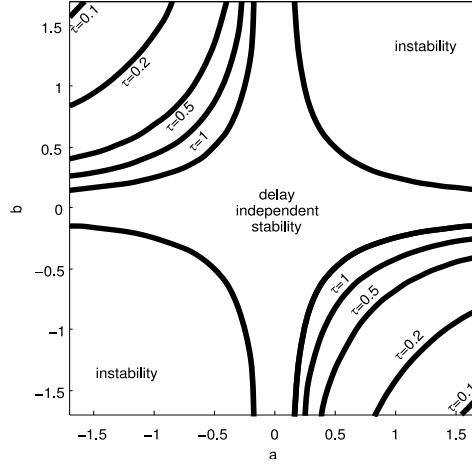 τ=0.1
τ=0.2
τ=0.5
τ=1
instability
delay
independent
stability
τ=1
τ=0.5
τ=0.2
τ=0.1
instability
1.5
1
0.5
0
−0.5
−1
−1.5
b
−1.5
−1
−0.5
0
0.5
1
1.5
a